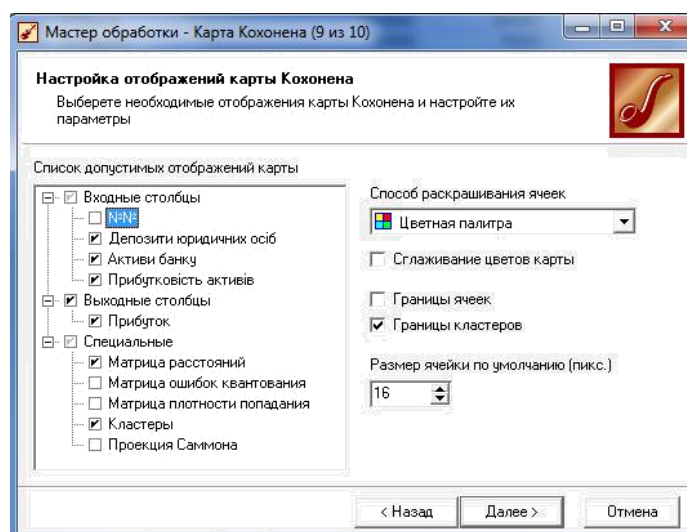 Мастер обработки - Карта Кохонена (9 из 10)
Настройка отображений карты Кохонена
Выберете необходимые отображения карты Кохонена и настройте их
параметры
Список допустимых отображений карты
Входные столбцы
№№
Депозити юридичних осіб
Активи банку
Прибутковість активів
Выходные столбцы
Прибуток
Специальные
Матрица расстояний
Матрица ошибок квантования
Матрица плотности попадания
Кластеры
Проекция Саммона
Способ раскрашивания ячеек
Цветная палитра
Сглаживание цветов карты
Границы ячеек
Границы кластеров
Размер ячейки по умолчанию (пикс.)
16
< Назад
Далее >
Отмена